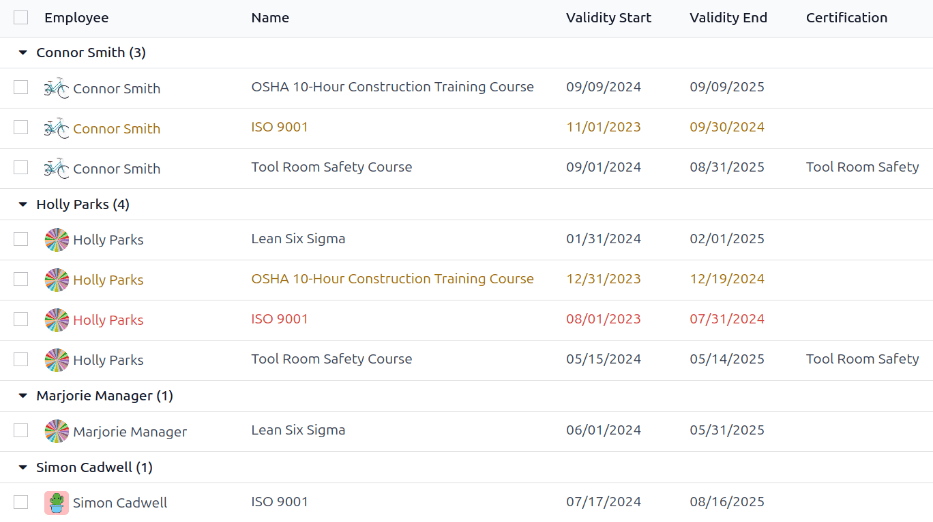 Employee Name Validity Start Validity End Certification
Connor Smith (3)
Connor Smith OSHA 10-Hour Construction Training Course 09/09/2024 09/09/2025
Connor Smith ISO 9001 11/01/2023 09/30/2024
Connor Smith Tool Room Safety Course 09/01/2024 08/31/2025 Tool Room Safety
Holly Parks (4)
Holly Parks Lean Six Sigma 01/31/2024 02/01/2025
Holly Parks OSHA 10-Hour Construction Training Course 12/31/2023 12/19/2024
Holly Parks ISO 9001 08/01/2023 07/31/2024
Holly Parks Tool Room Safety Course 05/15/2024 05/14/2025 Tool Room Safety
Marjorie Manager (1)
Marjorie Manager Lean Six Sigma 06/01/2024 05/31/2025
Simon Cadwell (1)
Simon Cadwell ISO 9001 07/17/2024 08/16/2025